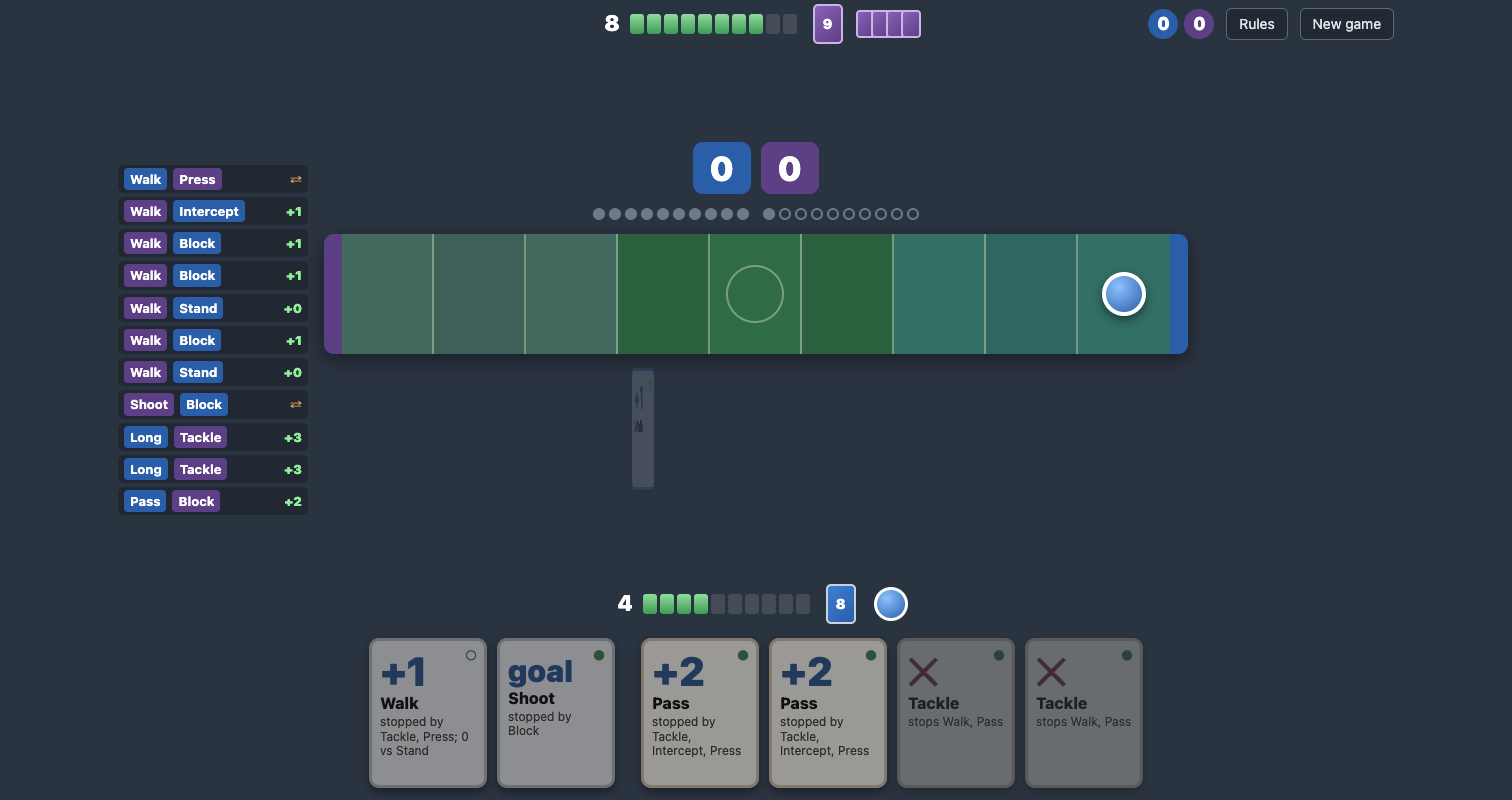 8
9
0 0 Rules New game
0 0
Walk Press ⇄
Walk Intercept +1
Walk Block +1
Walk Block +1
Walk Stand +0
Walk Block +1
Walk Stand +0
Shoot Block ⇄
Long Tackle +3
Long Tackle +3
Pass Block +2
4
8
+1
Walk
stopped by
Tackle, Press; 0
vs Stand
goal
Shoot
stopped by
Block
+2
Pass
stopped by
Tackle,
Intercept, Press
+2
Pass
stopped by
Tackle,
Intercept, Press
Tackle
stops Walk, Pass
Tackle
stops Walk, Pass